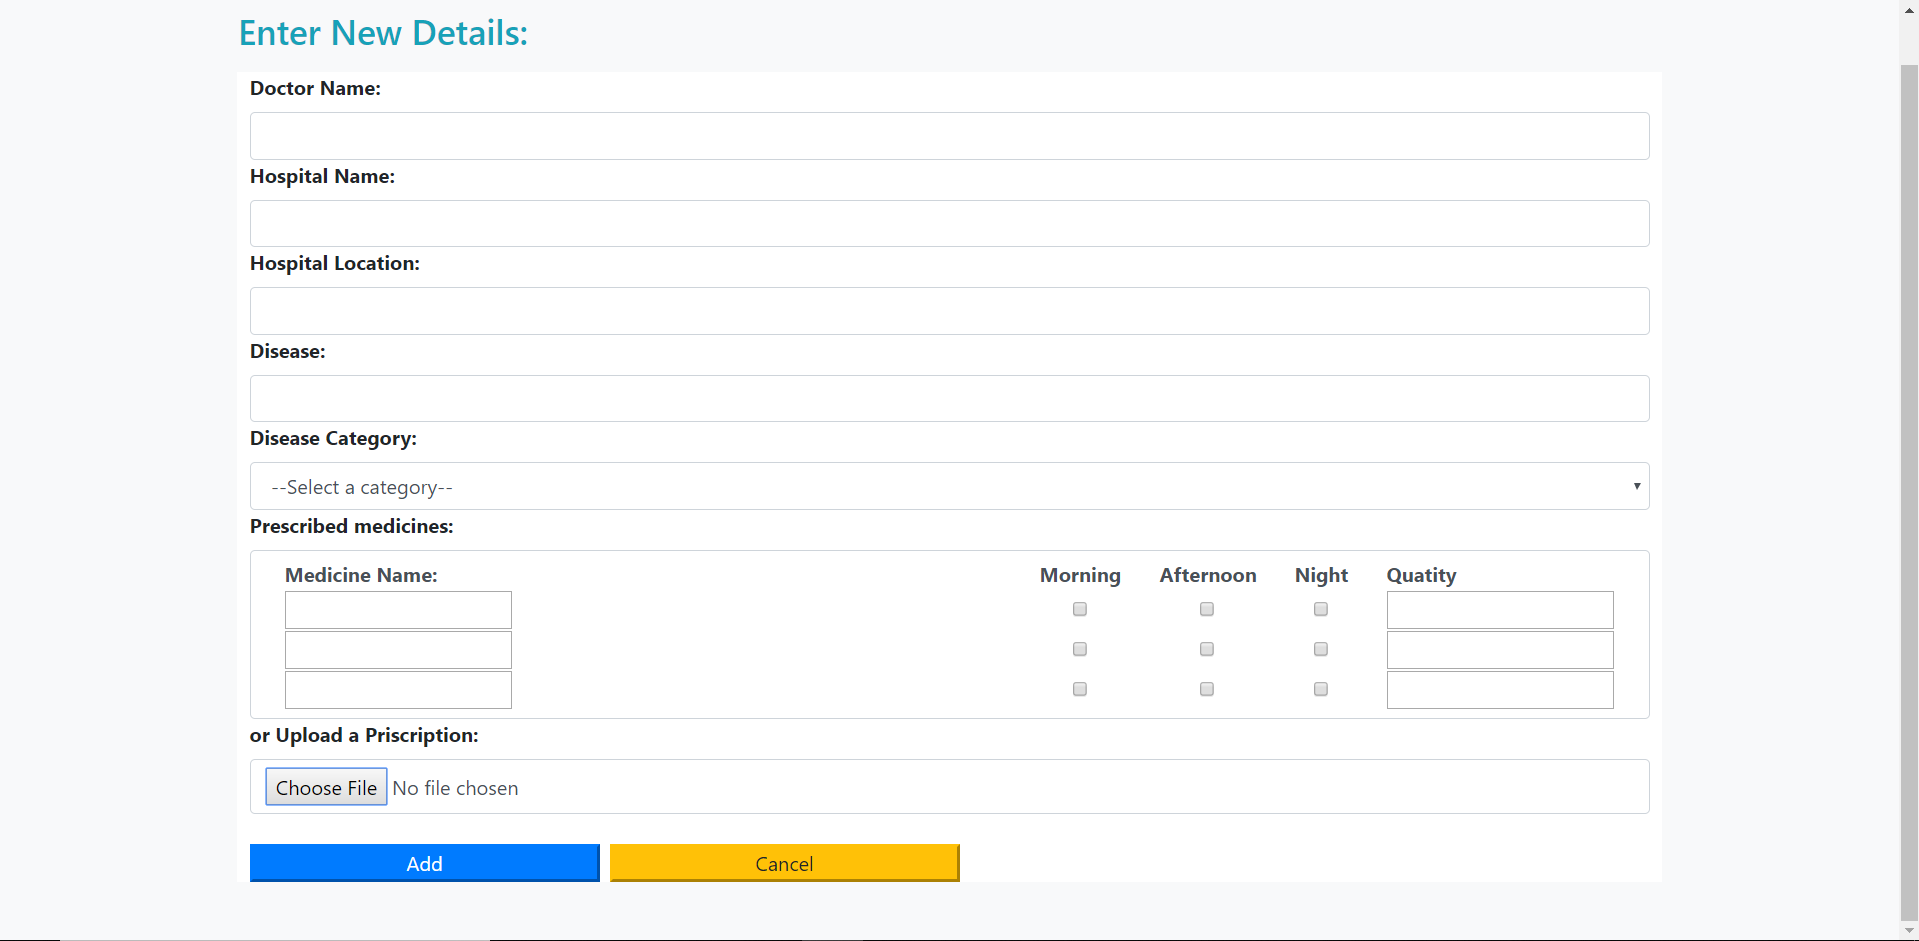 Enter New Details:
Doctor Name:
Hospital Name:
Hospital Location:
Disease:
Disease Category:
--Select a category--
Prescribed medicines:
Medicine Name: Morning Afternoon Night Quatity
or Upload a Priscription:
Choose File No file chosen
Add Cancel